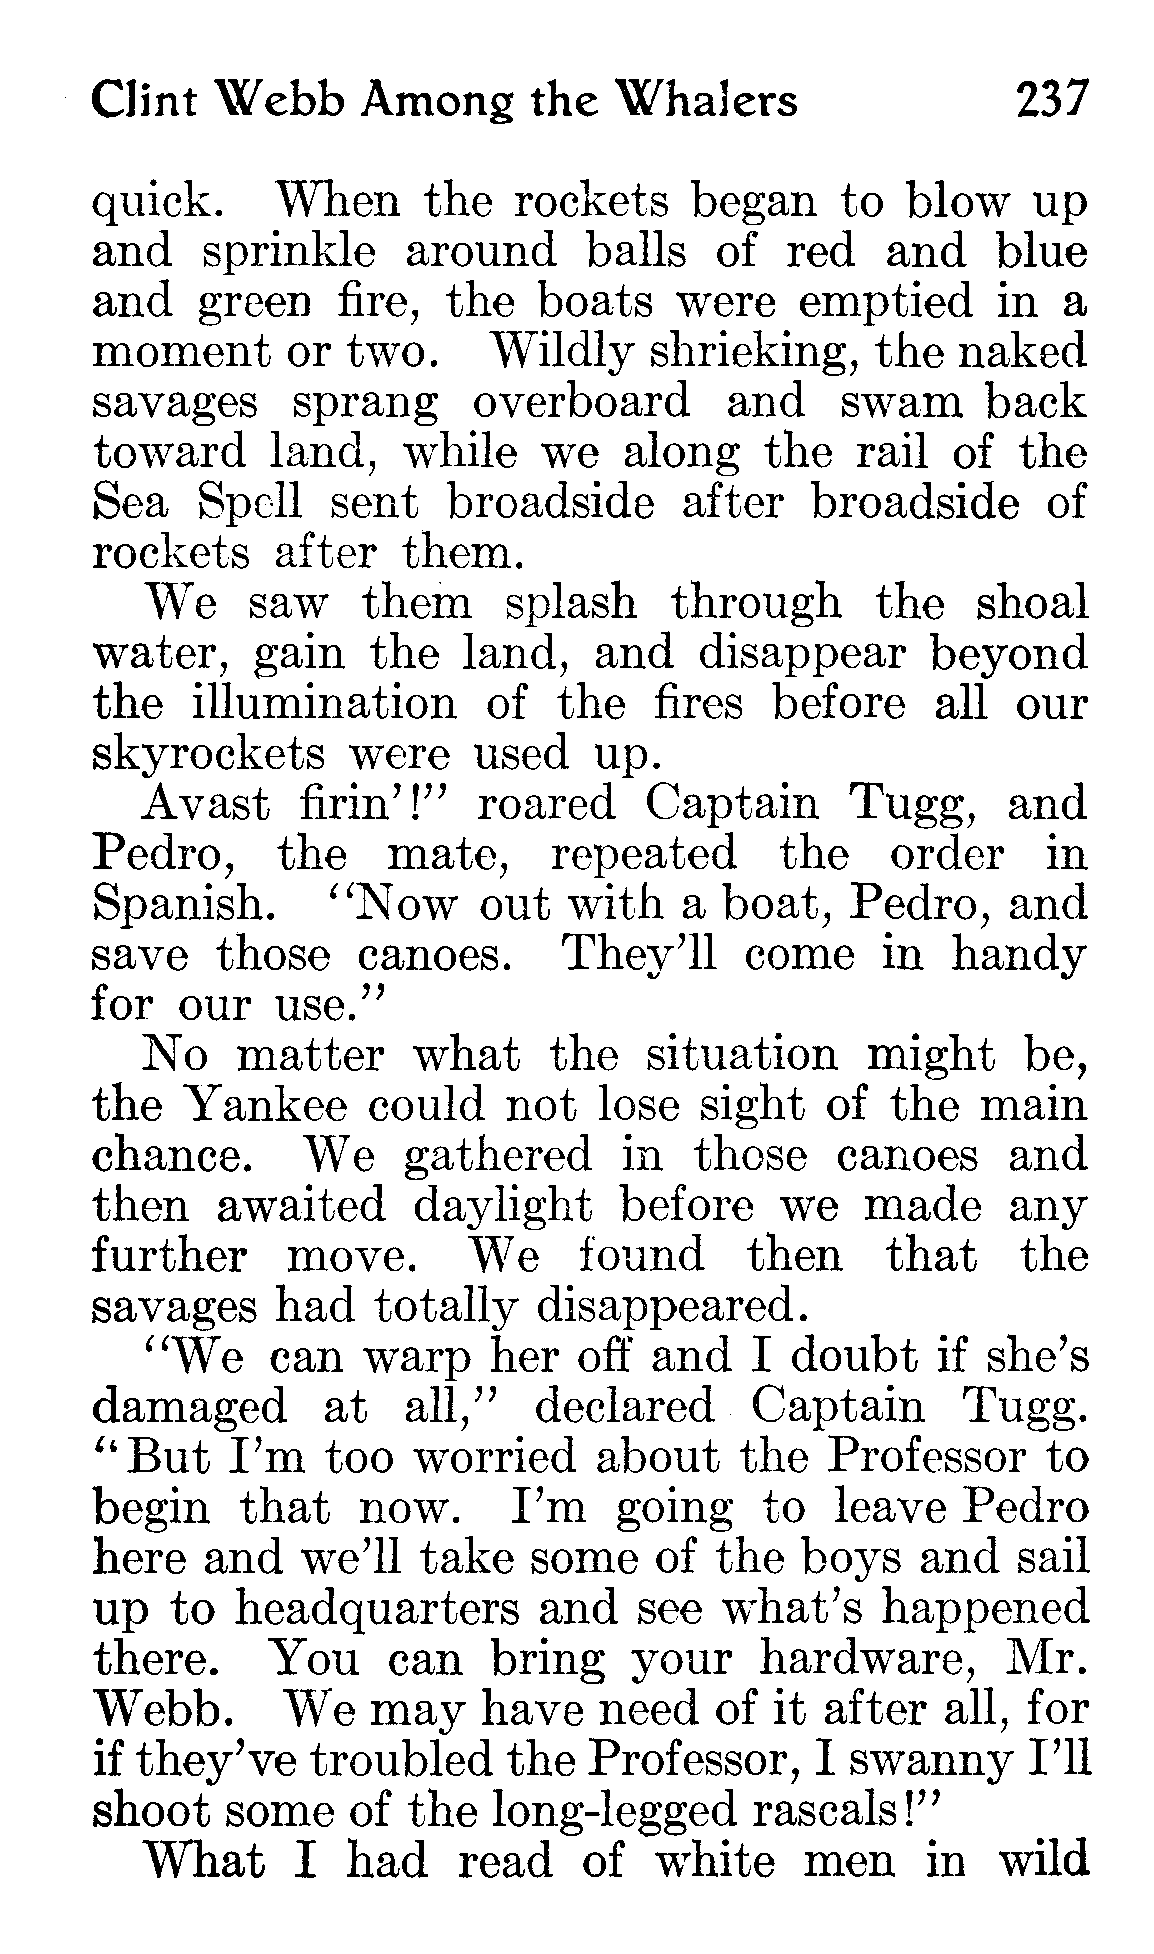 Clint Webb Among the Whalers 237
quick. When the rockets began to blow up
and sprinkle around balls of red and blue
and green fire, the boats were emptied in a
moment or two. Wildly shrieking, the naked
savages sprang overboard and swam back
toward land, while we along the rail of the
Sea Spell sent broadside after broadside of
rockets after them.
We saw them splash through the shoal
water, gain the land, and disappear beyond
the illumination of the fires before all our
skyrockets were used up.
Avast firin'!" roared Captain Tugg, and
Pedro, the mate, repeated the order in
Spanish. "Now out with a boat, Pedro, and
save those canoes. They'll come in handy
for our use."
No matter what the situation might be,
the Yankee could not lose sight of the main
chance. We gathered in those canoes and
then awaited daylight before we made any
further move. We found then that the
savages had totally disappeared.
"We can warp her off and I doubt if she's
damaged at all," declared Captain Tugg.
"But I'm too worried about the Professor to
begin that now. I'm going to leave Pedro
here and we'll take some of the boys and sail
up to headquarters and see what's happened
there. You can bring your hardware, Mr.
Webb. We may have need of it after all, for
if they've troubled the Professor, I swanny I'll
shoot some of the long-legged rascals!"
What I had read of white men in wild